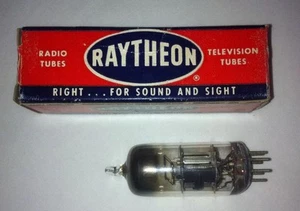 RADIO TUBES
RAYTHEON ®
TELEVISION TUBES
RIGHT...FOR SOUND AND SIGHT